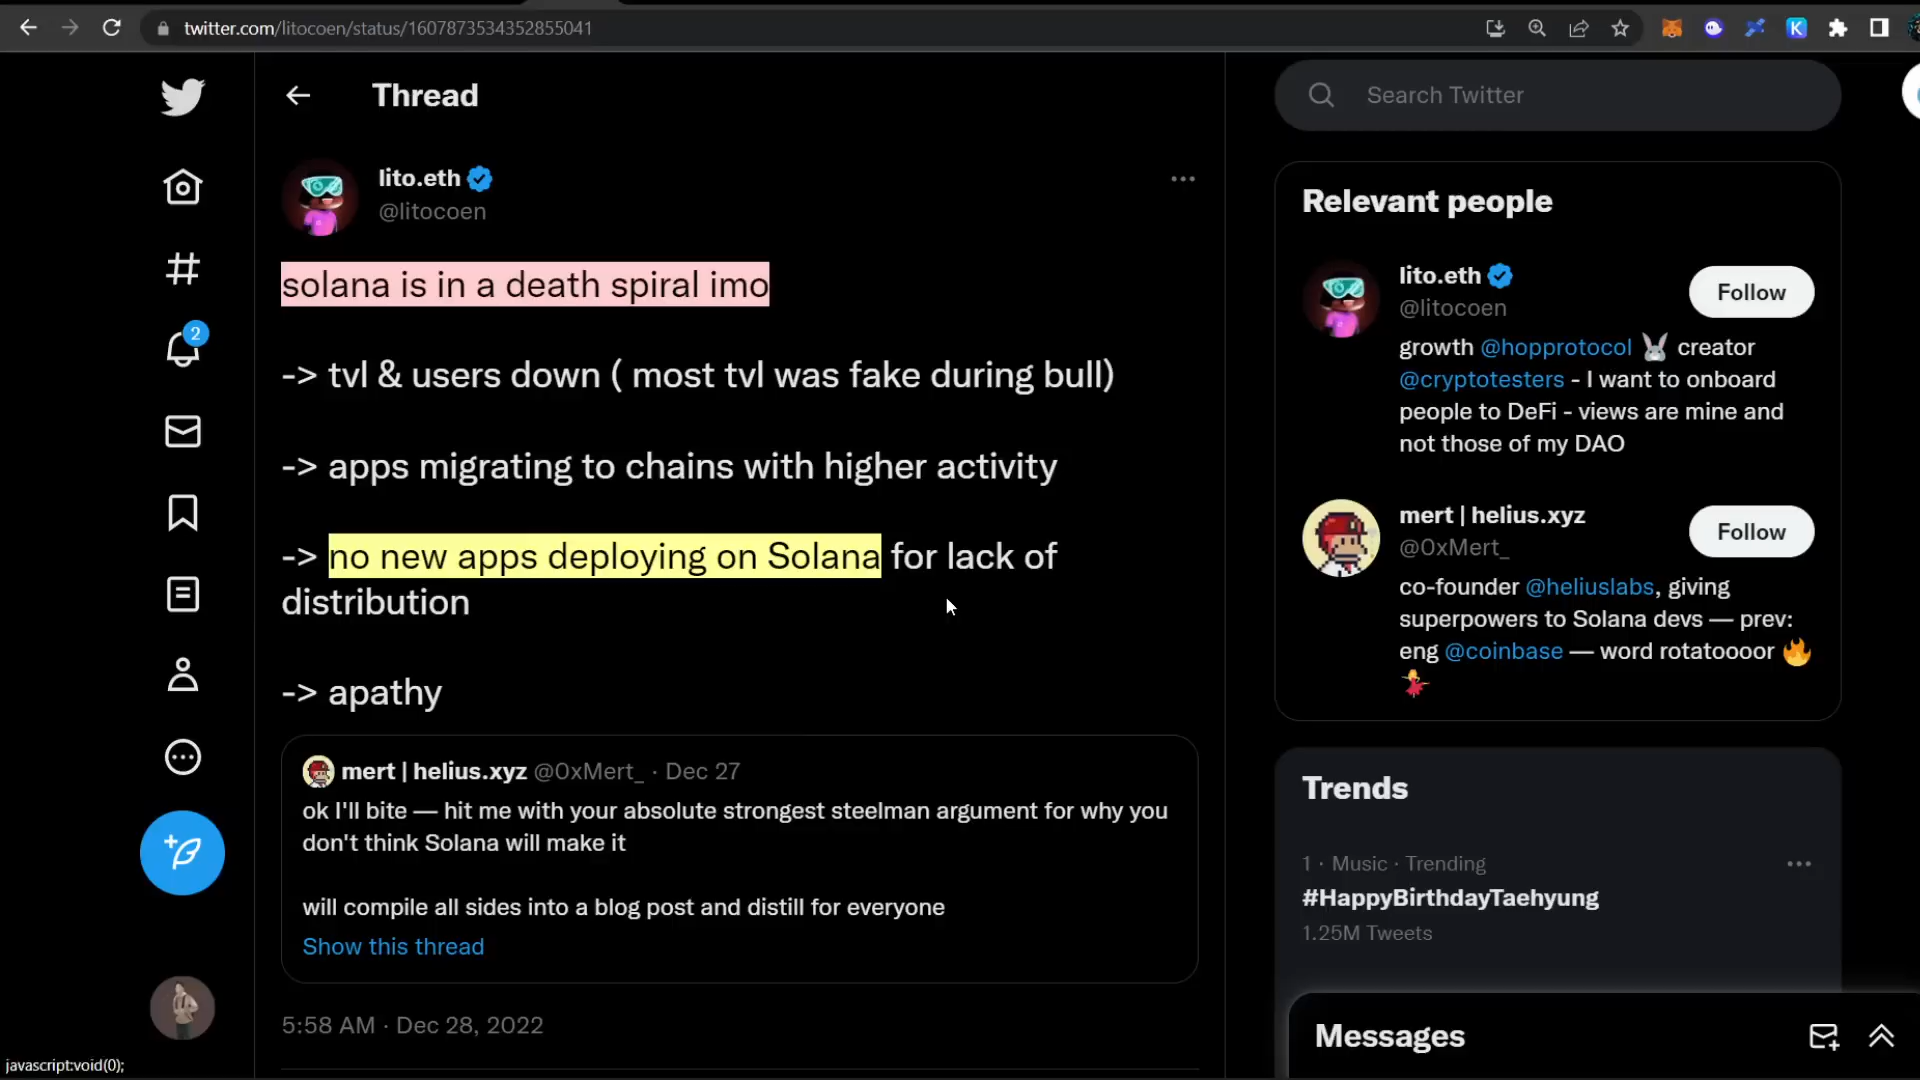 twitter.com/litocoen/status/1607873534352855041
Thread
Search Twitter
lito.eth
@litocoen
solana is in a death spiral imo
-> tvl & users down ( most tvl was fake during bull)
-> apps migrating to chains with higher activity
-> no new apps deploying on Solana for lack of
distribution
-> apathy
mert | helius.xyz @0xMert_ · Dec 27
ok I'll bite — hit me with your absolute strongest steelman argument for why you
don't think Solana will make it
will compile all sides into a blog post and distill for everyone
Show this thread
5:58 AM · Dec 28, 2022
2
Relevant people
lito.eth
@litocoen
Follow
growth @hopprotocol 🐰 creator
@cryptotesters - I want to onboard
people to DeFi - views are mine and
not those of my DAO
mert | helius.xyz
@0xMert_
Follow
co-founder @heliuslabs, giving
superpowers to Solana devs — prev:
eng @coinbase — word rotatoooor 🔥
💃
Trends
1 · Music · Trending
#HappyBirthdayTaehyung
1.25M Tweets
Messages
javascript:void(0);
K